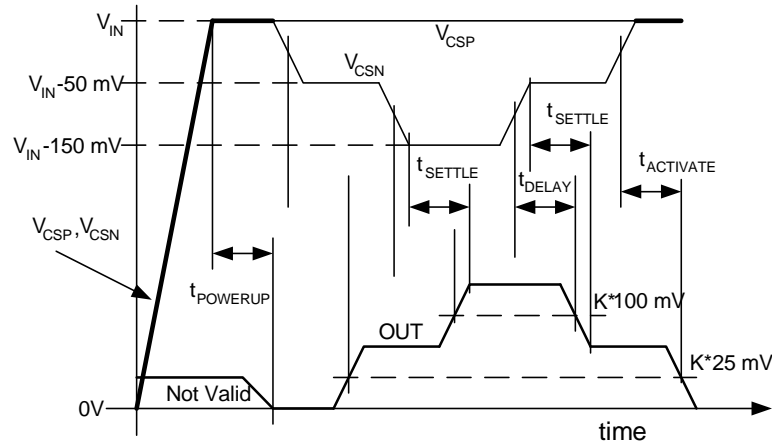 V_IN
V_CSP
V_CSN
V_IN-50 mV
t_SETTLE
V_IN-150 mV
t_SETTLE
t_DELAY
t_ACTIVATE
V_CSP,V_CSN
t_POWERUP
K*100 mV
OUT
K*25 mV
Not Valid
0V
time